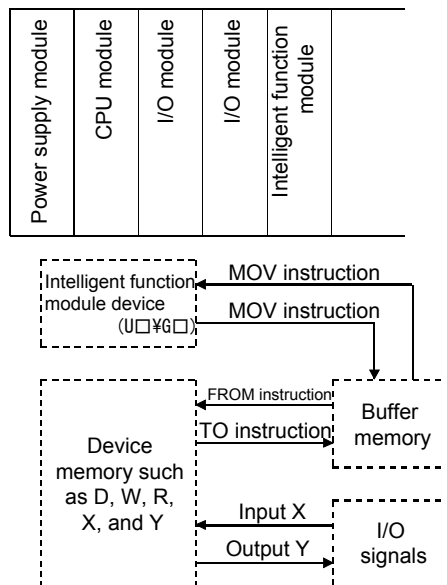 Power supply module
CPU module
I/O module
I/O module
Intelligent function
module
Intelligent function
module device
(U□¥G□)
MOV instruction
MOV instruction
FROM instruction
TO instruction
Buffer
memory
Device
memory such
as D, W, R,
X, and Y
Input X
Output Y
I/O
signals